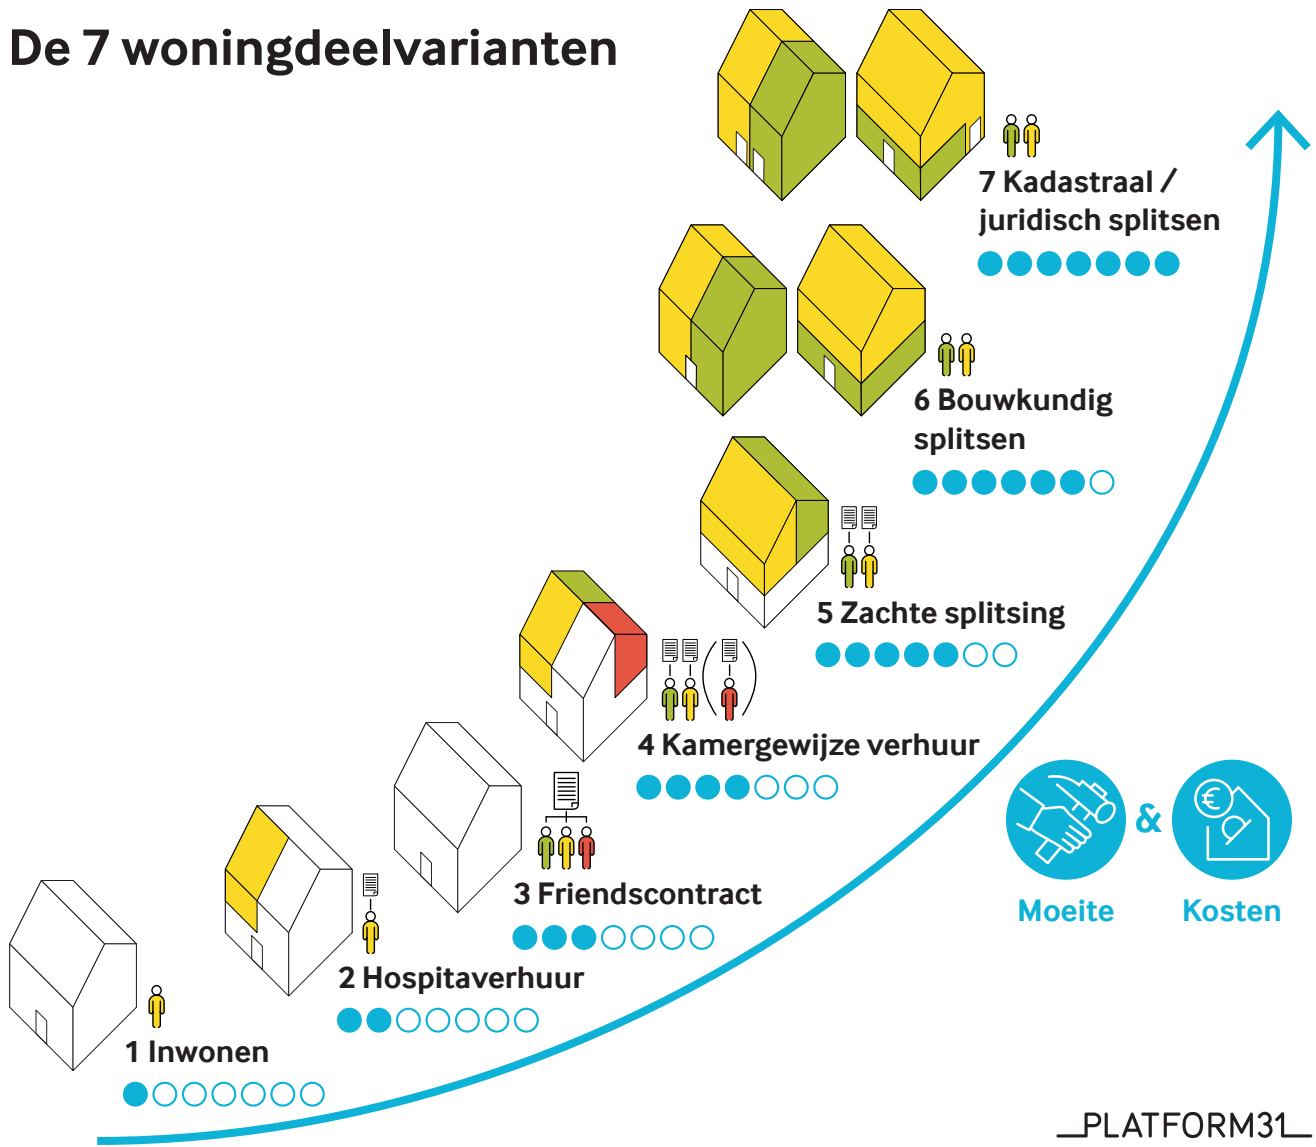 De 7 woningdeelvarianten
7 Kadastraal /
juridisch splitsen
6 Bouwkundig
splitsen
5 Zachte splitsing
4 Kamergewijze verhuur
3 Friendscontract
2 Hospitaverhuur
1 Inwonen
€
&
Moeite
Kosten
PLATFORM31